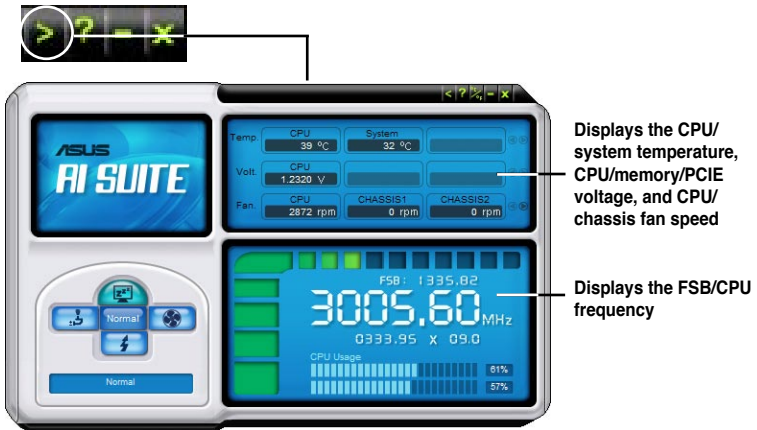 > ? - x
< ? °C/°F - x
ASUS
AI SUITE
Temp. CPU System
39 °C 32 °C
Volt. CPU
1.2320 V
Fan. CPU CHASSIS1 CHASSIS2
2872 rpm 0 rpm 0 rpm
Displays the CPU/
system temperature,
CPU/memory/PCIE
voltage, and CPU/
chassis fan speed
FSB: 1335.82
3005.60 MHz
0333.95 X 09.0
CPU Usage
61%
57%
Displays the FSB/CPU
frequency
zzz
Normal
Normal